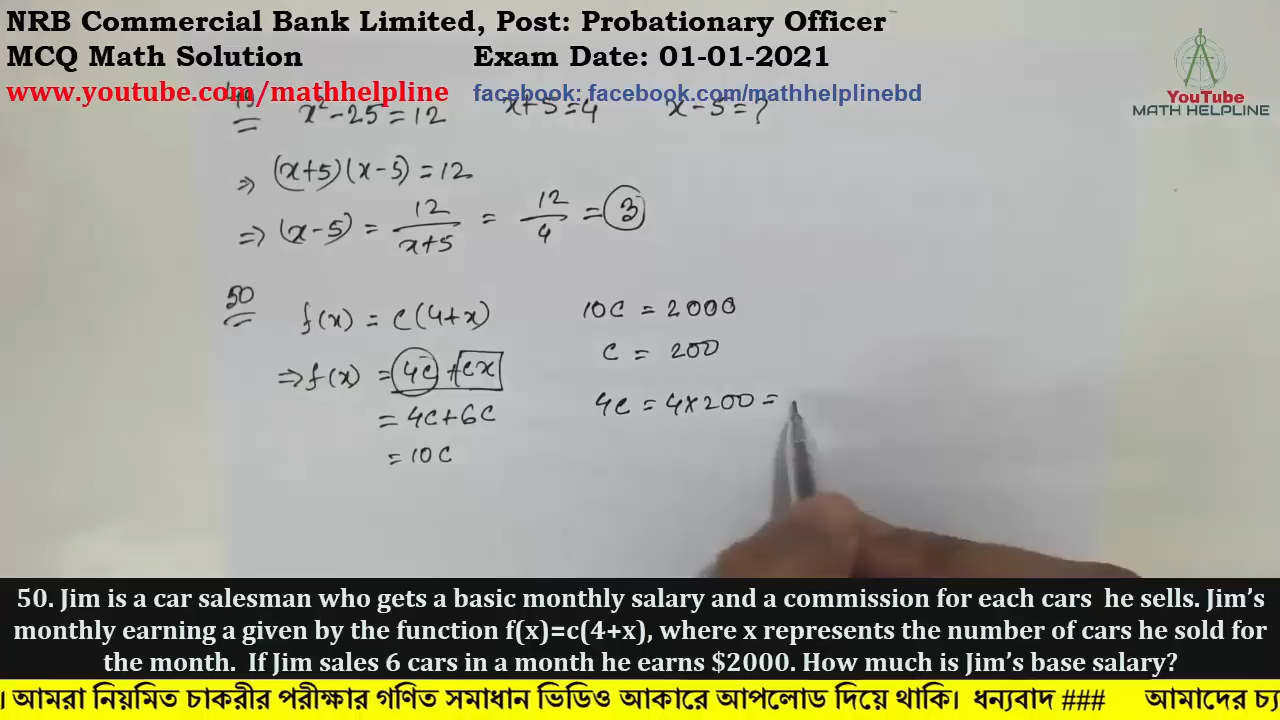 NRB Commercial Bank Limited, Post: Probationary Officer
MCQ Math Solution Exam Date: 01-01-2021
www.youtube.com/mathhelpline facebook: facebook.com/mathhelplinebd
YouTube
MATH HELPLINE
49 x² - 25 = 12 x+5 = 4 x - 5 = ?
⇒ (x+5)(x-5) = 12
⇒ (x-5) = 12/x+5 = 12/4 = 3
50 f(x) = c(4+x)
⇒ f(x) = 4c + cx
= 4c + 6c
= 10c
10c = 2000
c = 200
4c = 4×200 =
50. Jim is a car salesman who gets a basic monthly salary and a commission for each cars he sells. Jim's
monthly earning a given by the function f(x)=c(4+x), where x represents the number of cars he sold for
the month. If Jim sales 6 cars in a month he earns $2000. How much is Jim's base salary?
। আমরা নিয়মিত চাকরীর পরীক্ষার গণিত সমাধান ভিডিও আকারে আপলোড দিয়ে থাকি। ধন্যবাদ ### আমাদের